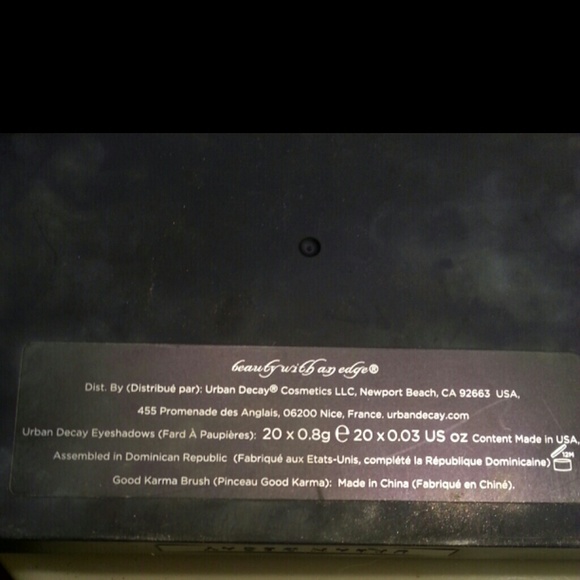 beauty with an edge®
Dist. By (Distribué par): Urban Decay® Cosmetics LLC, Newport Beach, CA 92663 USA,
455 Promenade des Anglais, 06200 Nice, France. urbandecay.com
Urban Decay Eyeshadows (Fard À Paupières): 20 x 0.8g ℮ 20 x 0.03 US oz Content Made in USA,
Assembled in Dominican Republic (Fabriqué aux Etats-Unis, complété la République Dominicaine) 12M
Good Karma Brush (Pinceau Good Karma): Made in China (Fabriqué en Chiné).